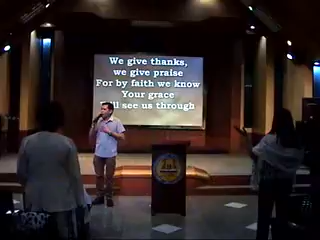 We give thanks,
we give praise
For by faith we know
Your grace
see us through